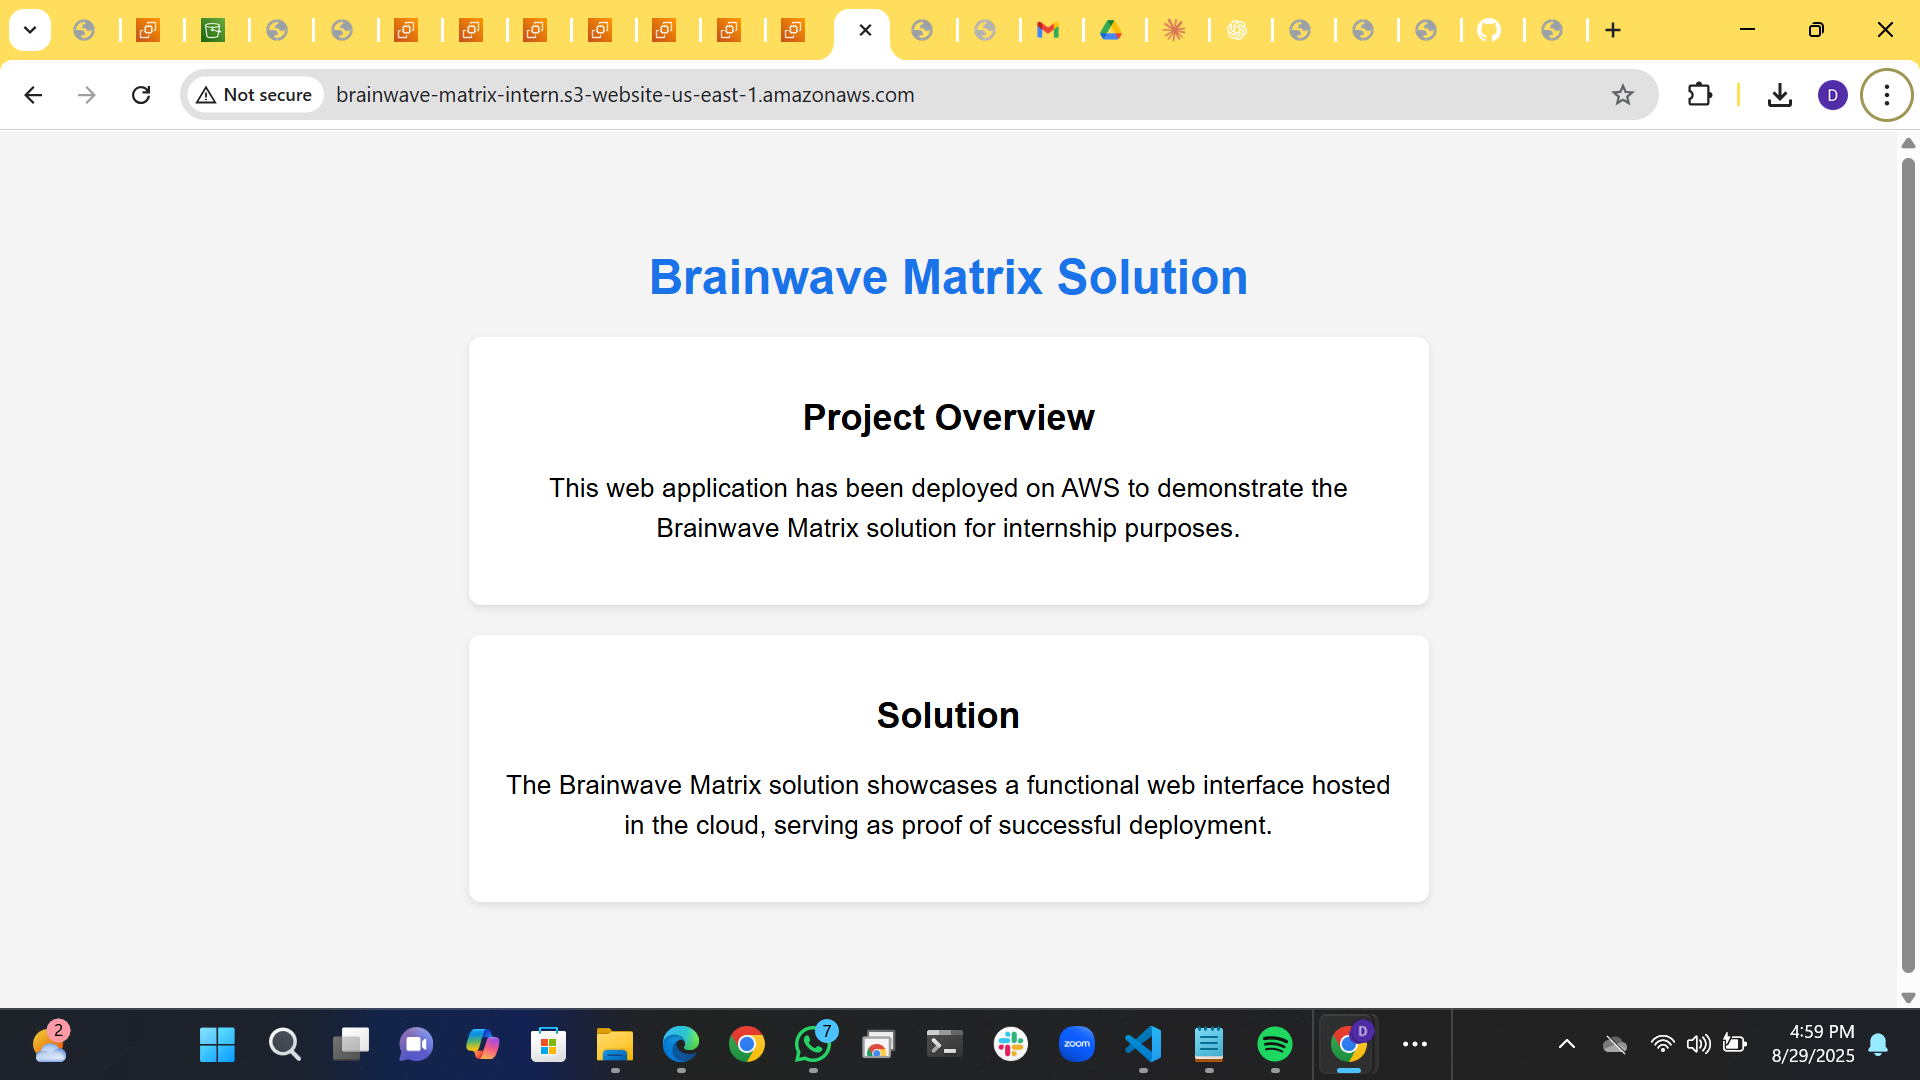 Not secure
brainwave-matrix-intern.s3-website-us-east-1.amazonaws.com
D
Brainwave Matrix Solution
Project Overview
This web application has been deployed on AWS to demonstrate the
Brainwave Matrix solution for internship purposes.
Solution
The Brainwave Matrix solution showcases a functional web interface hosted
in the cloud, serving as proof of successful deployment.
2
7
zoom
D
4:59 PM
8/29/2025